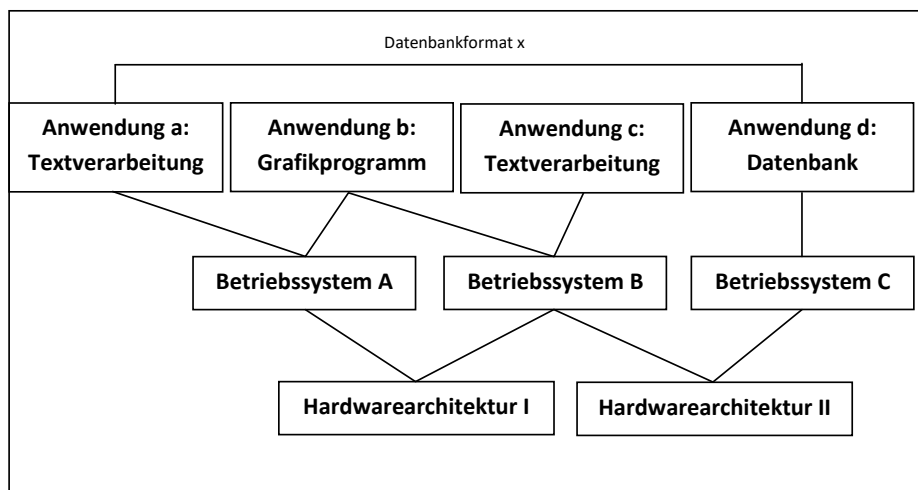 Datenbankformat x
Anwendung a:
Textverarbeitung
Anwendung b:
Grafikprogramm
Anwendung c:
Textverarbeitung
Anwendung d:
Datenbank
Betriebssystem A
Betriebssystem B
Betriebssystem C
Hardwarearchitektur I
Hardwarearchitektur II